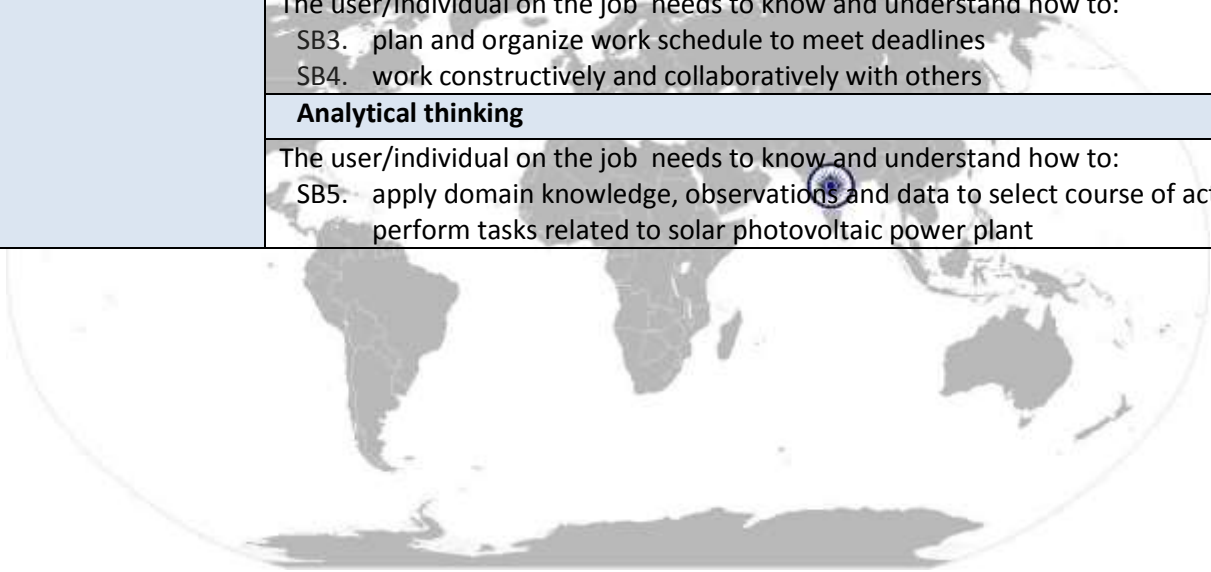 The user/individual on the job needs to know and understand how to:
SB3. plan and organize work schedule to meet deadlines
SB4. work constructively and collaboratively with others
Analytical thinking
The user/individual on the job needs to know and understand how to:
SB5. apply domain knowledge, observations and data to select course of
perform tasks related to solar photovoltaic power plant